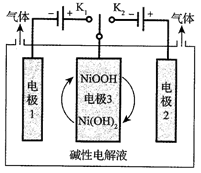 气体 K₁ K₂ 气体
− + − +
电极1
NiOOH
电极3
Ni(OH)₂
电极2
碱性电解液